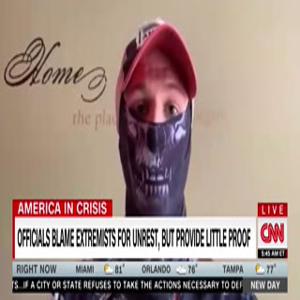 Home
the pla
AMERICA IN CRISIS
LIVE
OFFICIALS BLAME EXTREMISTS FOR UNREST, BUT PROVIDE LITTLE PROOF
CNN
5:45 AM ET
RIGHT NOW MIAMI 81° ORLANDO 76° TAMPA 77°
NEW DAY
TS. IF A CITY OR STATE REFUSES TO TAKE THE ACTIONS NECESSARY TO DEFEND